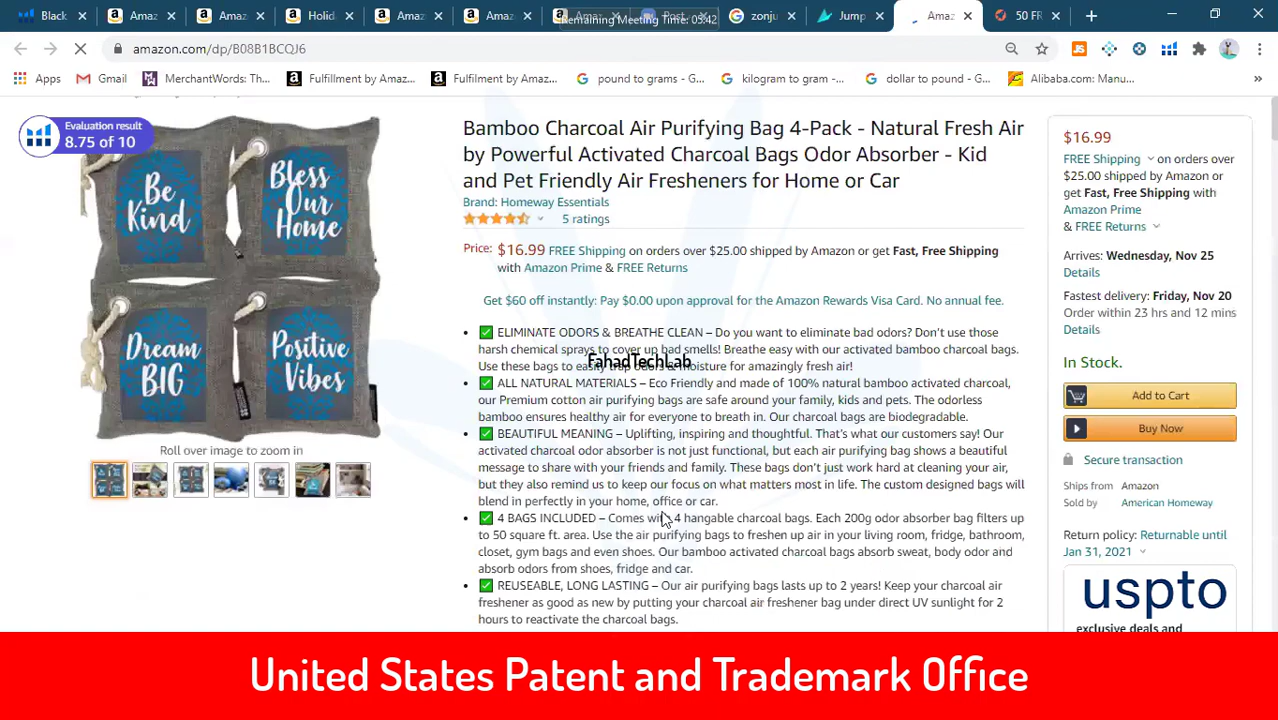 Black
Amaz
Amaz
Holid
Amaz
Amaz
Amaz
Post
zonju
Jump
Amaz
50 FR
Remaining Meeting Time: 05:42
amazon.com/dp/B08B1BCQJ6
JS
Apps
Gmail
MerchantWords: Th...
Fulfillment by Amaz...
Fulfilment by Amaz...
pound to grams - G...
kilogram to gram -...
dollar to pound - G...
Alibaba.com: Manu...
Evaluation result
8.75 of 10
Be
Kind
Bless
Our
Home
Dream
BIG
Positive
Vibes
Roll over image to zoom in
Bamboo Charcoal Air Purifying Bag 4-Pack - Natural Fresh Air
by Powerful Activated Charcoal Bags Odor Absorber - Kid
and Pet Friendly Air Fresheners for Home or Car
Brand: Homeway Essentials
5 ratings
Price: $16.99 FREE Shipping on orders over $25.00 shipped by Amazon or get Fast, Free Shipping
with Amazon Prime & FREE Returns
Get $60 off instantly: Pay $0.00 upon approval for the Amazon Rewards Visa Card. No annual fee.
• ✅ ELIMINATE ODORS & BREATHE CLEAN – Do you want to eliminate bad odors? Don't use those
harsh chemical sprays to cover up bad smells! Breathe easy with our activated bamboo charcoal bags.
Use these bags to easily trap odors & moisture for amazingly fresh air!
FahadTechLab
• ✅ ALL NATURAL MATERIALS – Eco Friendly and made of 100% natural bamboo activated charcoal,
our Premium cotton air purifying bags are safe around your family, kids and pets. The odorless
bamboo ensures healthy air for everyone to breath in. Our charcoal bags are biodegradable.
• ✅ BEAUTIFUL MEANING – Uplifting, inspiring and thoughtful. That's what our customers say! Our
activated charcoal odor absorber is not just functional, but each air purifying bag shows a beautiful
message to share with your friends and family. These bags don't just work hard at cleaning your air,
but they also remind us to keep our focus on what matters most in life. The custom designed bags will
blend in perfectly in your home, office or car.
• ✅ 4 BAGS INCLUDED – Comes with 4 hangable charcoal bags. Each 200g odor absorber bag filters up
to 50 square ft. area. Use the air purifying bags to freshen up air in your living room, fridge, bathroom,
closet, gym bags and even shoes. Our bamboo activated charcoal bags absorb sweat, body odor and
absorb odors from shoes, fridge and car.
• ✅ REUSEABLE, LONG LASTING – Our air purifying bags lasts up to 2 years! Keep your charcoal air
freshener as good as new by putting your charcoal air freshener bag under direct UV sunlight for 2
hours to reactivate the charcoal bags.
$16.99
FREE Shipping on orders over
$25.00 shipped by Amazon or
get Fast, Free Shipping with
Amazon Prime
& FREE Returns
Arrives: Wednesday, Nov 25
Details
Fastest delivery: Friday, Nov 20
Order within 23 hrs and 12 mins
Details
In Stock.
Add to Cart
Buy Now
Secure transaction
Ships from Amazon
Sold by American Homeway
Return policy: Returnable until
Jan 31, 2021
uspto
exclusive deals and
United States Patent and Trademark Office